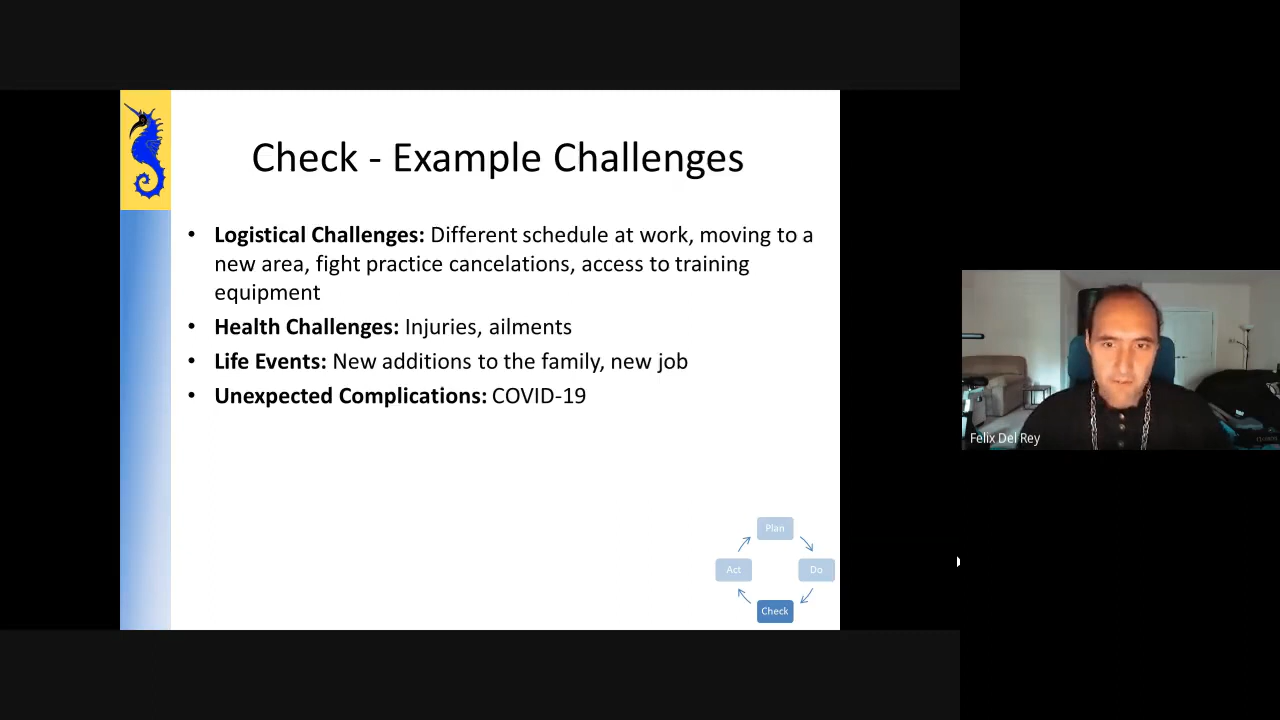 Check - Example Challenges
• Logistical Challenges: Different schedule at work, moving to a
new area, fight practice cancelations, access to training
equipment
• Health Challenges: Injuries, ailments
• Life Events: New additions to the family, new job
• Unexpected Complications: COVID-19
Felix Del Rey
Plan
Act
Do
Check